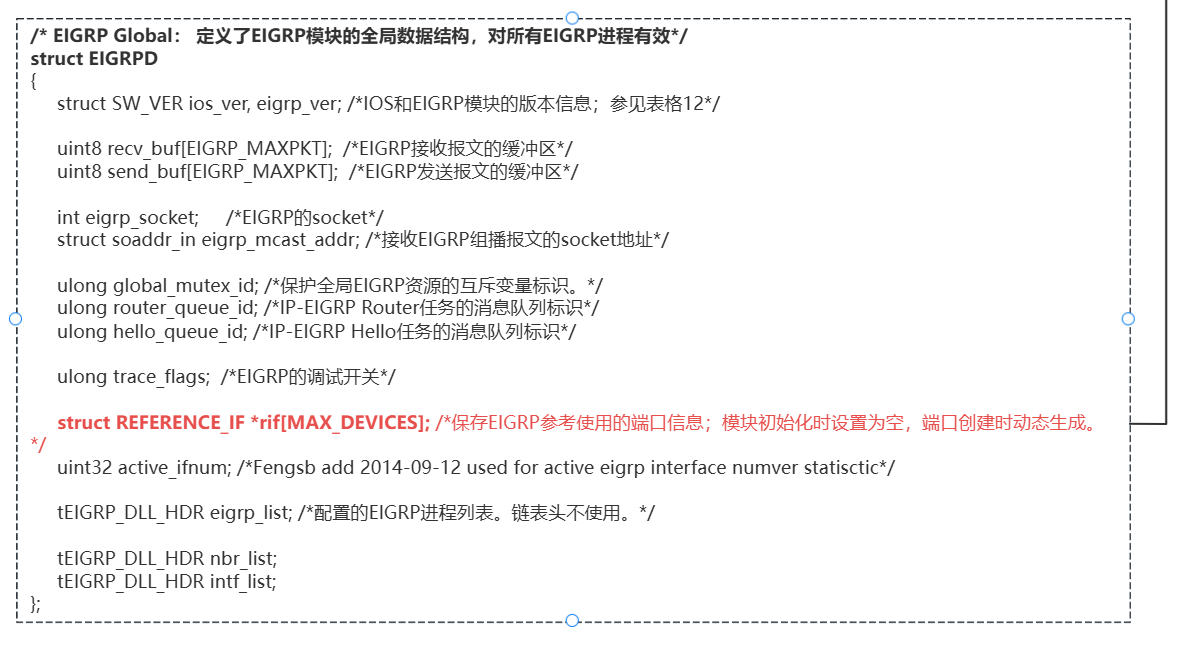 /* EIGRP Global： 定义了EIGRP模块的全局数据结构，对所有EIGRP进程有效*/
struct EIGRPD
{
struct SW_VER ios_ver, eigrp_ver; /*IOS和EIGRP模块的版本信息；参见表格12*/
uint8 recv_buf[EIGRP_MAXPKT]; /*EIGRP接收报文的缓冲区*/
uint8 send_buf[EIGRP_MAXPKT]; /*EIGRP发送报文的缓冲区*/
int eigrp_socket; /*EIGRP的socket*/
struct soaddr_in eigrp_mcast_addr; /*接收EIGRP组播报文的socket地址*/
ulong global_mutex_id; /*保护全局EIGRP资源的互斥变量标识。*/
ulong router_queue_id; /*IP-EIGRP Router任务的消息队列标识*/
ulong hello_queue_id; /*IP-EIGRP Hello任务的消息队列标识*/
ulong trace_flags; /*EIGRP的调试开关*/
struct REFERENCE_IF *rif[MAX_DEVICES]; /*保存EIGRP参考使用的端口信息；模块初始化时设置为空，端口创建时动态生成。
*/
uint32 active_ifnum; /*Fengsb add 2014-09-12 used for active eigrp interface numver statisctic*/
tEIGRP_DLL_HDR eigrp_list; /*配置的EIGRP进程列表。链表头不使用。*/
tEIGRP_DLL_HDR nbr_list;
tEIGRP_DLL_HDR intf_list;
};